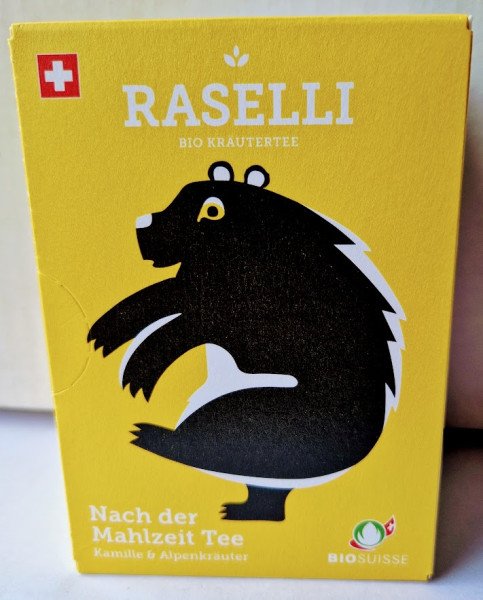 RASELLI
BIO KRÄUTERTEE
Nach der
Mahlzeit Tee
Kamille & Alpenkräuter
BIOSUISSE